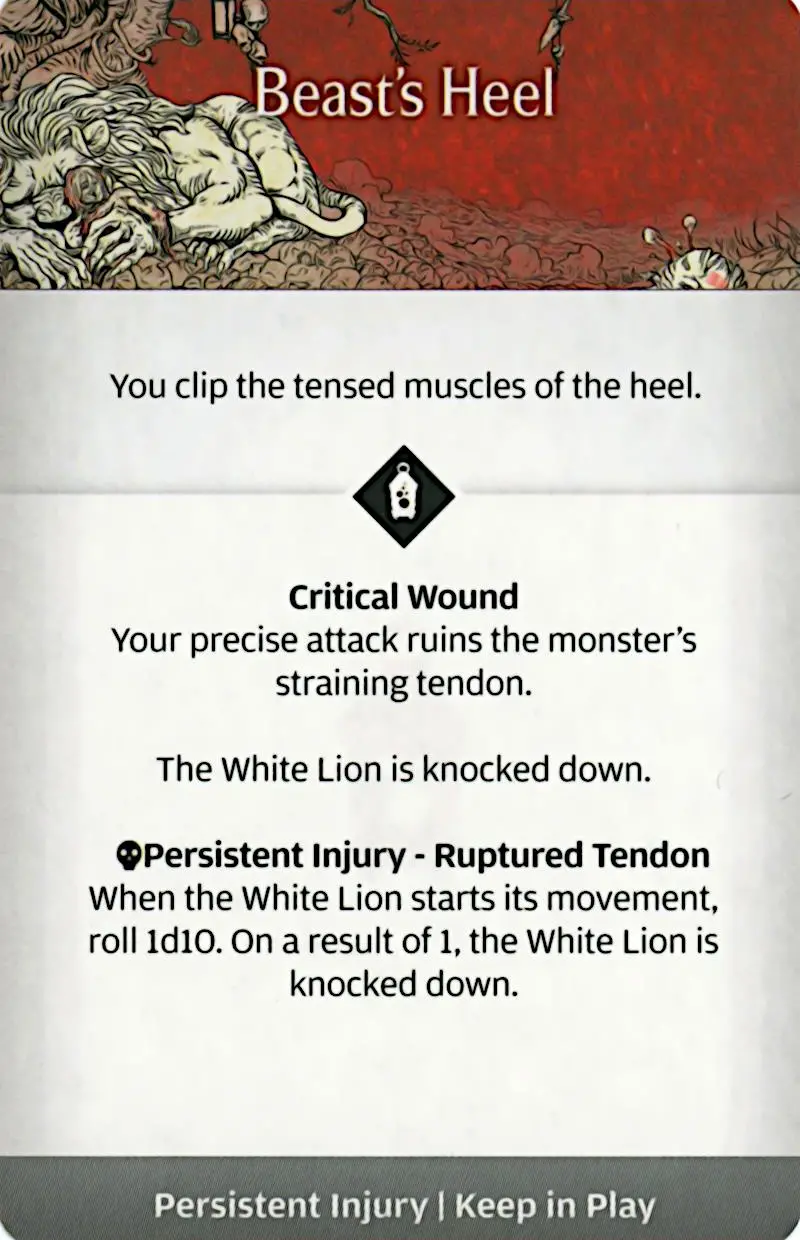 Beast's Heel
You clip the tensed muscles of the heel.
Critical Wound
Your precise attack ruins the monster's
straining tendon.
The White Lion is knocked down.
Persistent Injury - Ruptured Tendon
When the White Lion starts its movement,
roll 1d10. On a result of 1, the White Lion is
knocked down.
Persistent Injury | Keep in Play